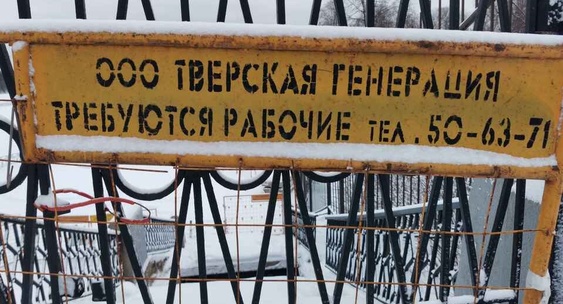 ООО ТВЕРСКАЯ ГЕНЕРАЦИЯ
ТРЕБУЮТСЯ РАБОЧИЕ ТЕЛ. 50-63-71